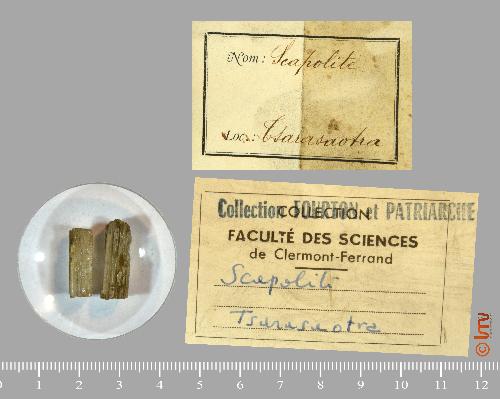 Nom: Scapolite
Loc.: Tsarasaotra
Collection FOURTON et PATRIARCHE
COLLECTION
FACULTÉ DES SCIENCES
de Clermont-Ferrand
Scapolite
Tsarasaotra
© lmv
0 1 2 3 4 5 6 7 8 9 10 11 12